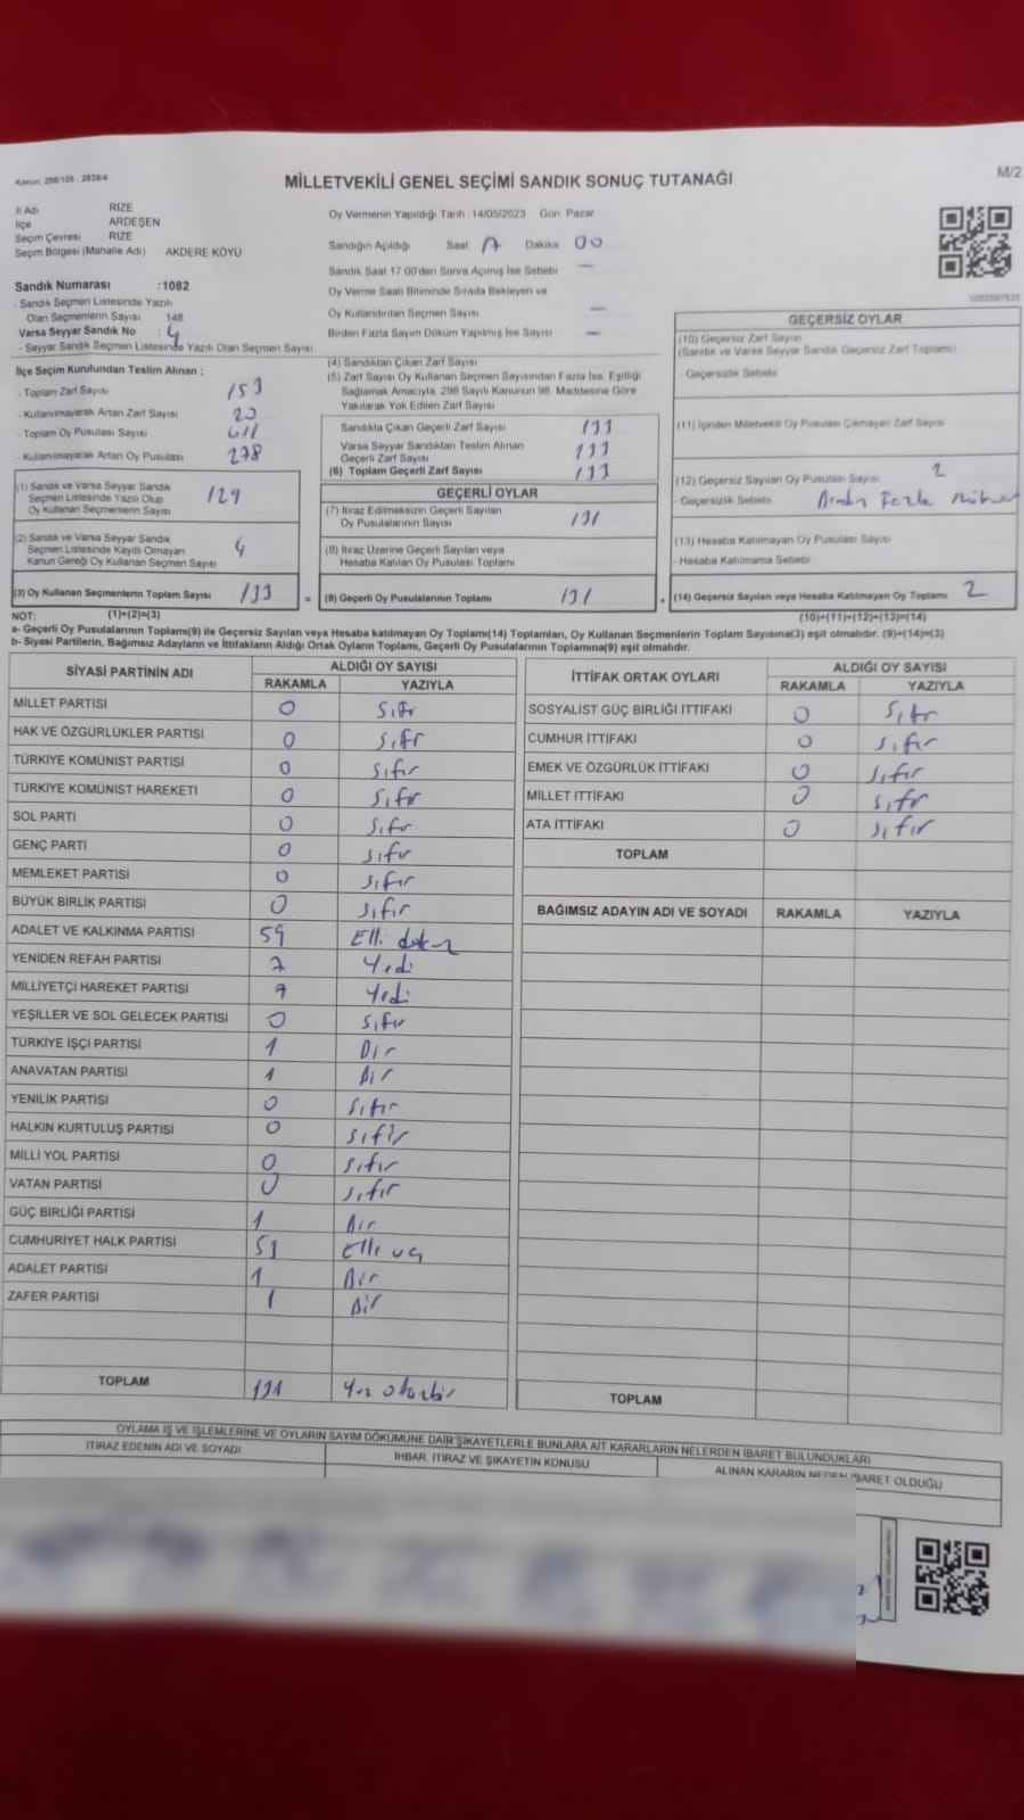 Kanun: 298/105 - 2839/4
M/2
MİLLETVEKİLİ GENEL SEÇİMİ SANDIK SONUÇ TUTANAĞI
İl Adı RİZE
İlçe ARDEŞEN
Seçim Çevresi RİZE
Seçim Bölgesi (Mahalle Adı) AKDERE KÖYÜ
Sandık Numarası :1082
- Sandık Seçmen Listesinde Yazılı
Olan Seçmenlerin Sayısı 148
Varsa Seyyar Sandık No : 4
- Seyyar Sandık Seçmen Listesinde Yazılı Olan Seçmen Sayısı
Oy Vermenin Yapıldığı Tarih :14/05/2023 Gün: Pazar
Sandığın Açıldığı Saat Dakika 00
Sandık Saat 17:00'den Sonra Açılmış İse Sebebi —
Oy Verme Saati Bitiminde Sırada Bekleyen ve
Oy Kullandırılan Seçmen Sayısı —
Birden Fazla Sayım Döküm Yapılmış İse Sayısı —
İlçe Seçim Kurulundan Teslim Alınan ;
- Toplam Zarf Sayısı 153
- Kullanılmayarak Artan Zarf Sayısı 20
- Toplam Oy Pusulası Sayısı
- Kullanılmayarak Artan Oy Pusulası 278
(1) Sandık ve Varsa Seyyar Sandık
Seçmen Listesinde Yazılı Olup
Oy Kullanan Seçmenlerin Sayısı 129
(2) Sandık ve Varsa Seyyar Sandık
Seçmen Listesinde Kayıtlı Olmayan
Kanun Gereği Oy Kullanan Seçmen Sayısı 4
(3) Oy Kullanan Seçmenlerin Toplam Sayısı 133
(4) Sandıktan Çıkan Zarf Sayısı
(5) Zarf Sayısı Oy Kullanan Seçmen Sayısından Fazla İse, Eşitliği
Sağlamak Amacıyla, 298 Sayılı Kanunun 98. Maddesine Göre
Yakılarak Yok Edilen Zarf Sayısı
Sandıkta Çıkan Geçerli Zarf Sayısı 133
Varsa Seyyar Sandıktan Teslim Alınan
Geçerli Zarf Sayısı 133
(6) Toplam Geçerli Zarf Sayısı 133
GEÇERLİ OYLAR
(7) İtiraz Edilmeksizin Geçerli Sayılan
Oy Pusulalarının Sayısı 131
(8) İtiraz Üzerine Geçerli Sayılan veya
Hesaba Katılan Oy Pusulası Toplamı
= (9) Geçerli Oy Pusulalarının Toplamı 131
GEÇERSİZ OYLAR
(10) Geçersiz Zarf Sayısı
(Sandık ve Varsa Seyyar Sandık Geçersiz Zarf Toplamı)
- Geçersizlik Sebebi
(11) İçinden Milletvekili Oy Pusulası Çıkmayan Zarf Sayısı
(12) Geçersiz Sayılan Oy Pusulası Sayısı 2
- Geçersizlik Sebebi Birden Fazla Mühür
(13) Hesaba Katılmayan Oy Pusulası Sayısı
- Hesaba Katılmama Sebebi
+ (14) Geçersiz Sayılan veya Hesaba Katılmayan Oy Toplamı 2
NOT: (1)+(2)=(3) (10)+(11)+(12)+(13)=(14)
a- Geçerli Oy Pusulalarının Toplamı(9) ile Geçersiz Sayılan veya Hesaba katılmayan Oy Toplamı(14) Toplamları, Oy Kullanan Seçmenlerin Toplam Sayısına(3) eşit olmalıdır. (9)+(14)=(3)
b- Siyasi Partilerin, Bağımsız Adayların ve İttifakların Aldığı Ortak Oyların Toplamı, Geçerli Oy Pusulalarının Toplamına(9) eşit olmalıdır.
SİYASİ PARTİNİN ADI ALDIĞI OY SAYISI
RAKAMLA YAZIYLA
MİLLET PARTİSİ 0 Sıfır
HAK VE ÖZGÜRLÜKLER PARTİSİ 0 Sıfır
TÜRKİYE KOMÜNİST PARTİSİ 0 Sıfır
TÜRKİYE KOMÜNİST HAREKETİ 0 Sıfır
SOL PARTİ 0 Sıfır
GENÇ PARTİ 0 Sıfır
MEMLEKET PARTİSİ 0 Sıfır
BÜYÜK BİRLİK PARTİSİ 0 Sıfır
ADALET VE KALKINMA PARTİSİ 59 Elli dokuz
YENİDEN REFAH PARTİSİ 7 Yedi
MİLLİYETÇİ HAREKET PARTİSİ 7 Yedi
YEŞİLLER VE SOL GELECEK PARTİSİ 0 Sıfır
TÜRKİYE İŞÇİ PARTİSİ 1 Bir
ANAVATAN PARTİSİ 1 Bir
YENİLİK PARTİSİ 0 Sıfır
HALKIN KURTULUŞ PARTİSİ 0 Sıfır
MİLLİ YOL PARTİSİ 0 Sıfır
VATAN PARTİSİ 0 Sıfır
GÜÇ BİRLİĞİ PARTİSİ 1 Bir
CUMHURİYET HALK PARTİSİ 53 Elli üç
ADALET PARTİSİ 1 Bir
ZAFER PARTİSİ 1 Bir
TOPLAM 131 Yüz otuzbir
İTTİFAK ORTAK OYLARI ALDIĞI OY SAYISI
RAKAMLA YAZIYLA
SOSYALİST GÜÇ BİRLİĞİ İTTİFAKI 0 Sıfır
CUMHUR İTTİFAKI 0 Sıfır
EMEK VE ÖZGÜRLÜK İTTİFAKI 0 Sıfır
MİLLET İTTİFAKI 0 Sıfır
ATA İTTİFAKI 0 Sıfır
TOPLAM
BAĞIMSIZ ADAYIN ADI VE SOYADI RAKAMLA YAZIYLA
TOPLAM
OYLAMA İŞ VE İŞLEMLERİNE VE OYLARIN SAYIM DÖKÜMÜNE DAİR ŞİKAYETLERLE BUNLARA AİT KARARLARIN NELERDEN İBARET BULUNDUKLARI
İTİRAZ EDENİN ADI VE SOYADI İHBAR, İTİRAZ VE ŞİKAYETİN KONUSU ALINAN KARARIN NEDEN İBARET OLDUĞU